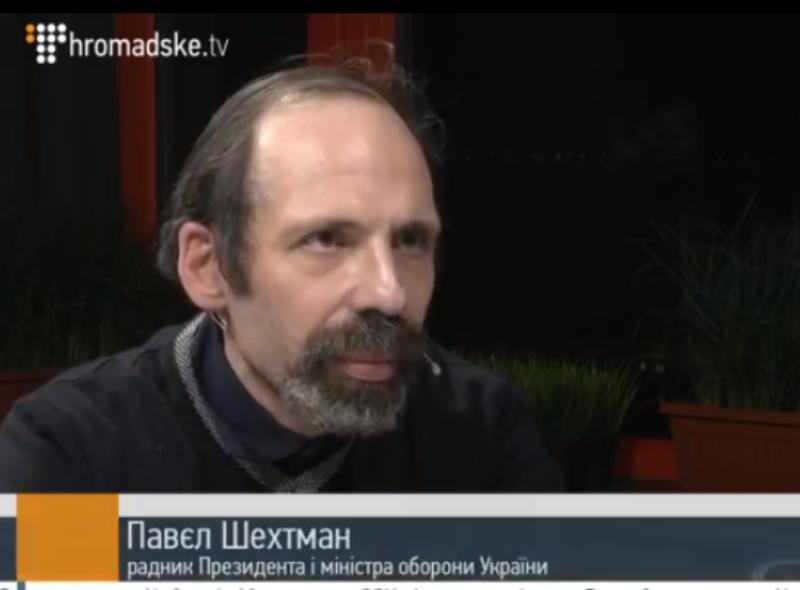 hromadske.tv
Павєл Шехтман
радник Президента і міністра оборони України